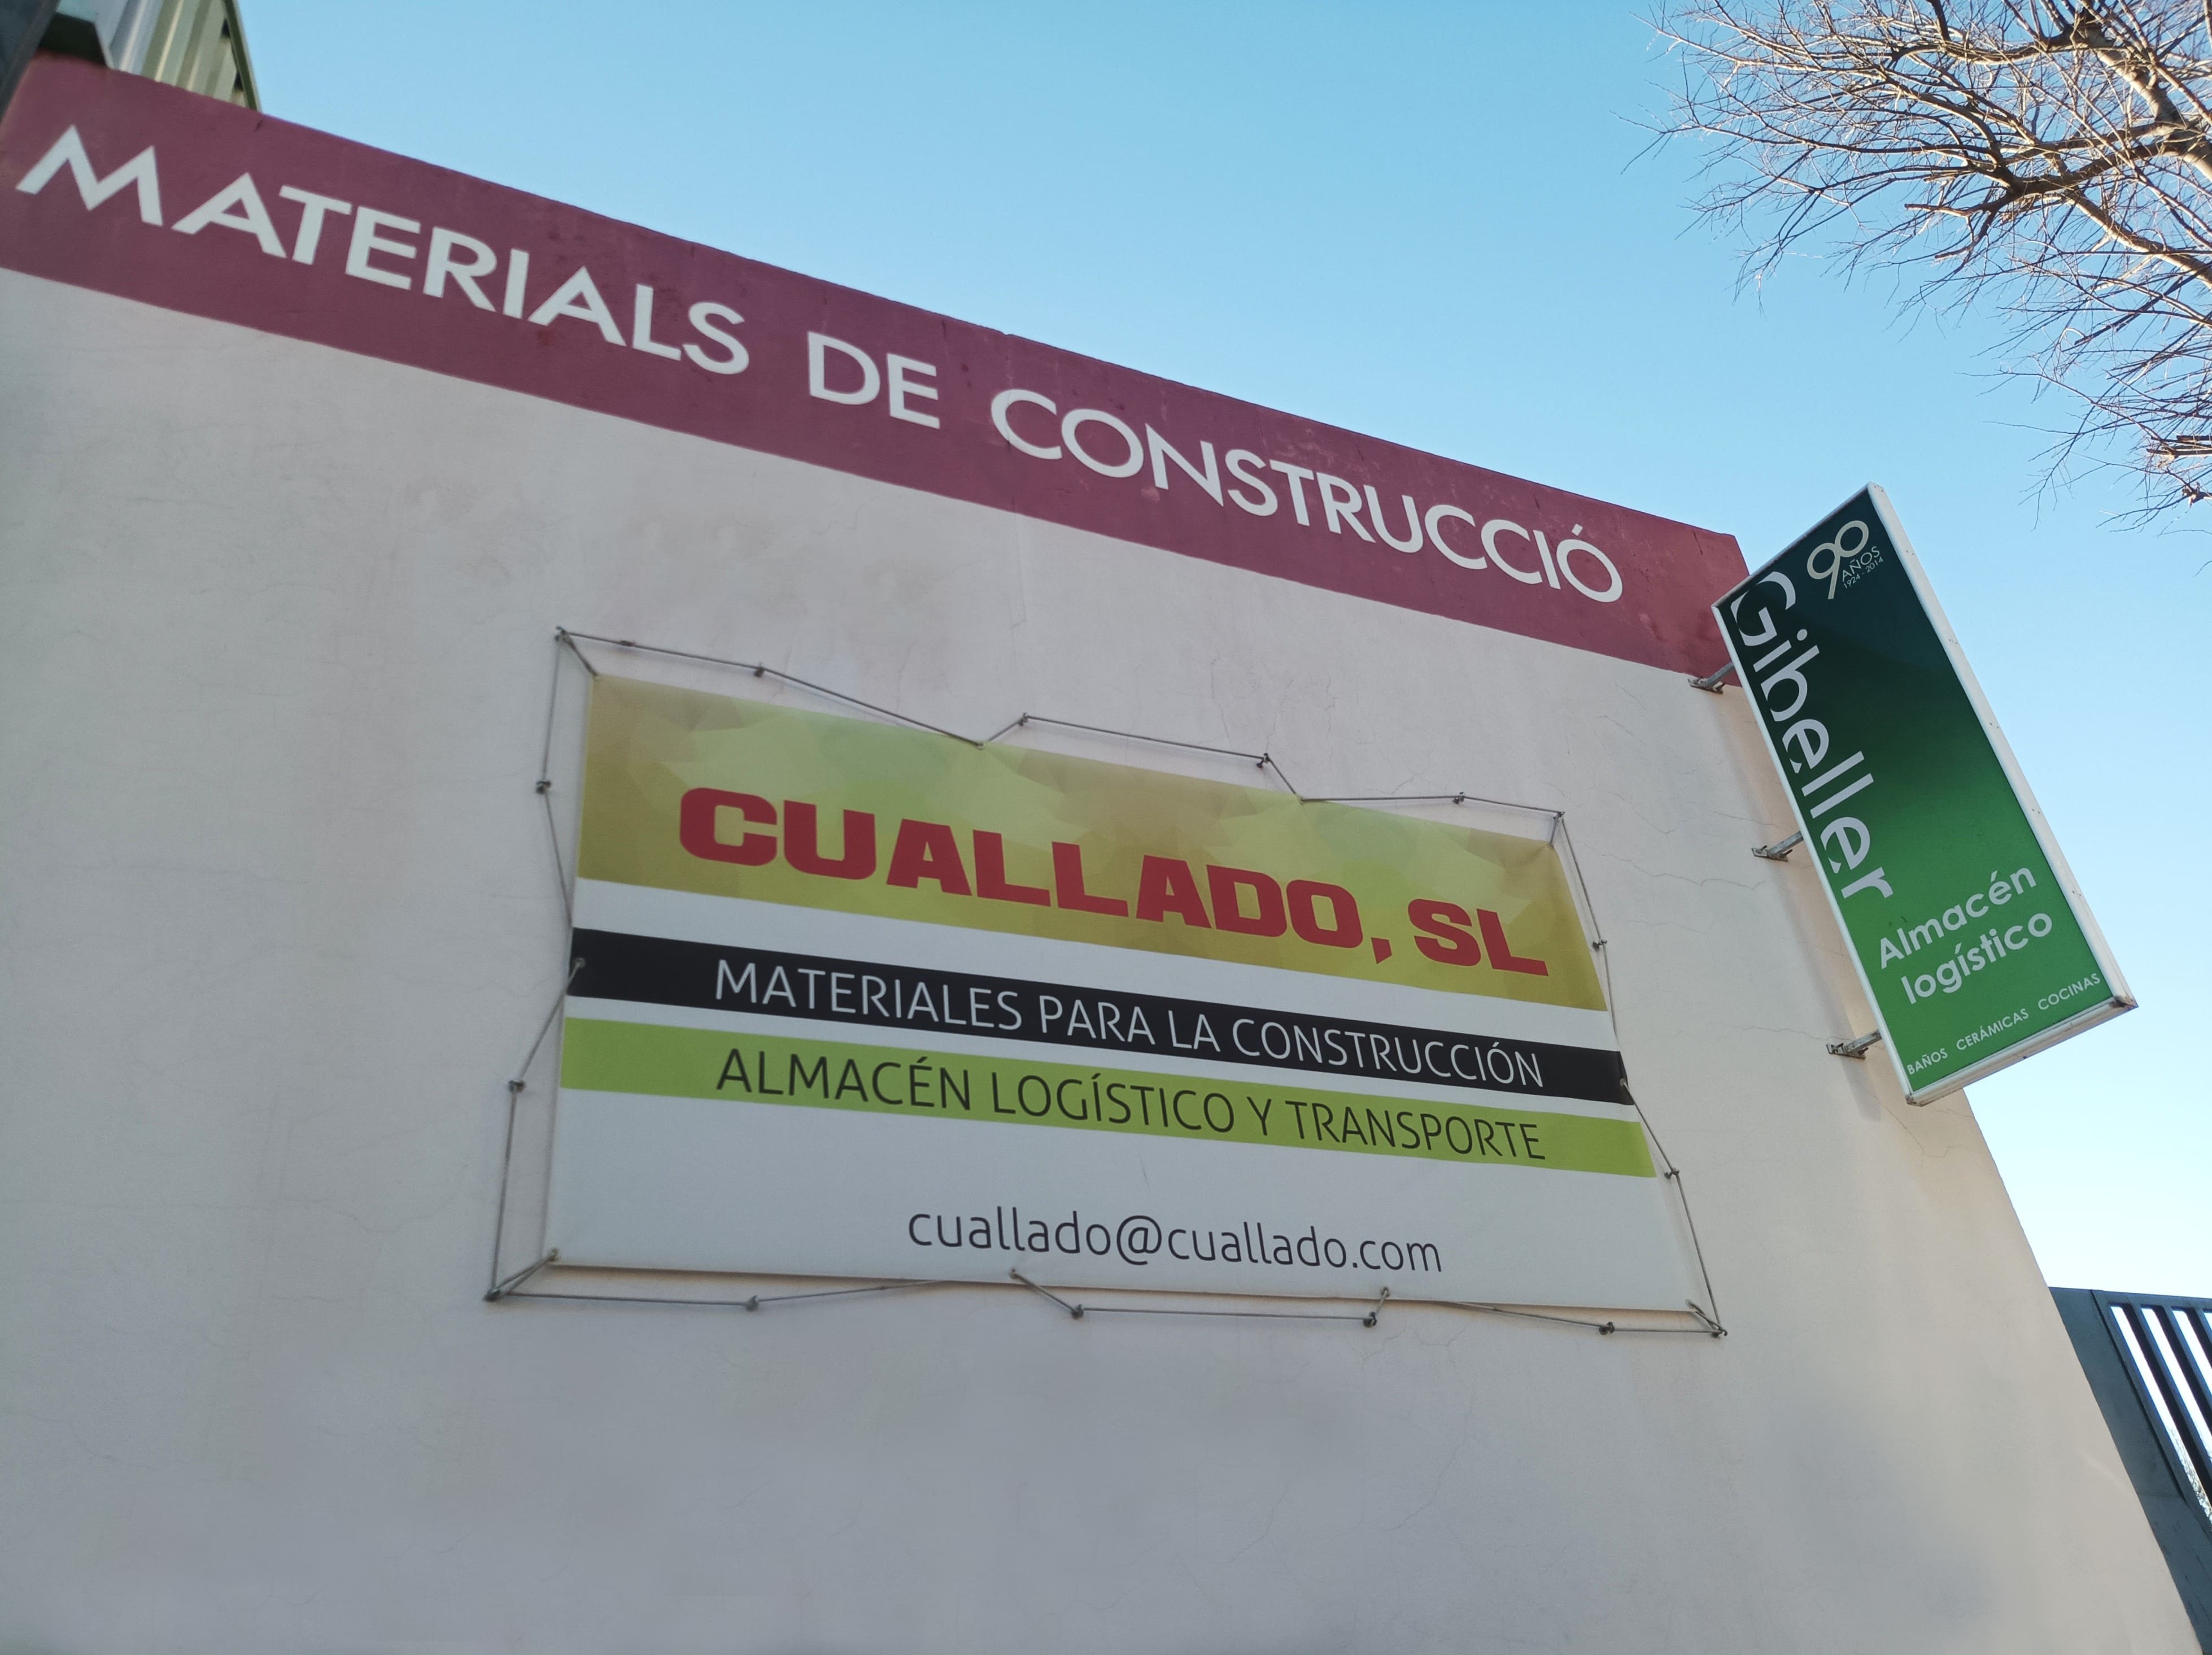 MATERIALS DE CONSTRUCCIÓ
CUALLADO, SL
MATERIALES PARA LA CONSTRUCCIÓN
ALMACÉN LOGÍSTICO Y TRANSPORTE
cuallado@cuallado.com
90
AÑOS
1924 - 2014
Gibeller
Almacén
logístico
BAÑOS CERÁMICAS COCINAS